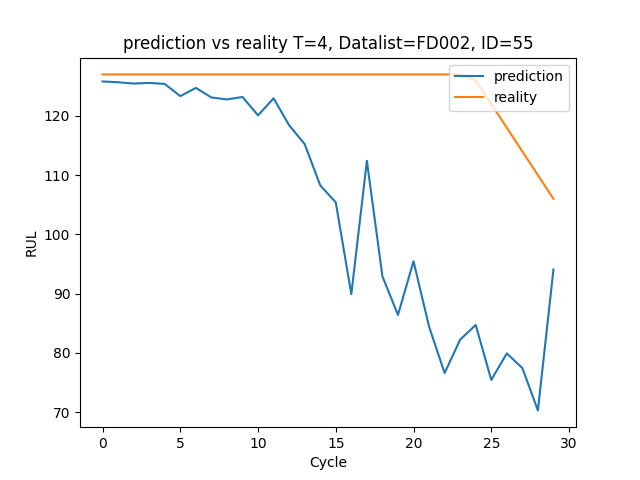 prediction vs reality T=4, Datalist=FD002, ID=55
prediction
reality
120
110
100
90
80
70
RUL
0 5 10 15 20 25 30
Cycle